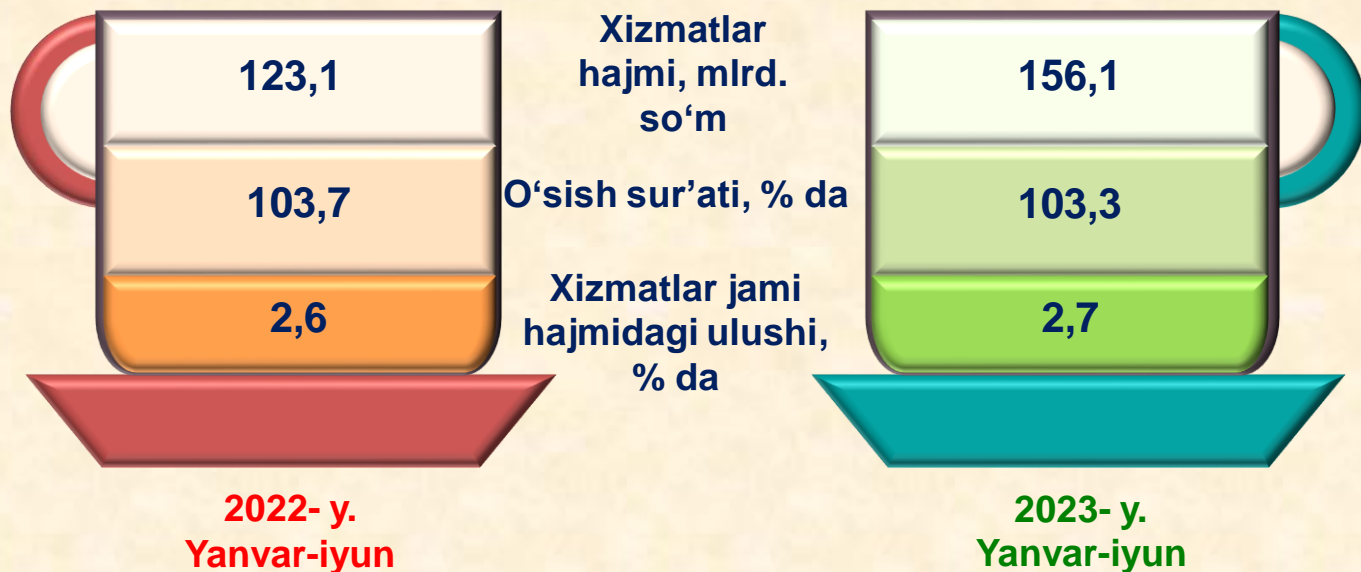 123,1
103,7
2,6
2022- y.
Yanvar-iyun
Xizmatlar
hajmi, mlrd.
so‘m
O‘sish sur’ati, % da
Xizmatlar jami
hajmidagi ulushi,
% da
156,1
103,3
2,7
2023- y.
Yanvar-iyun